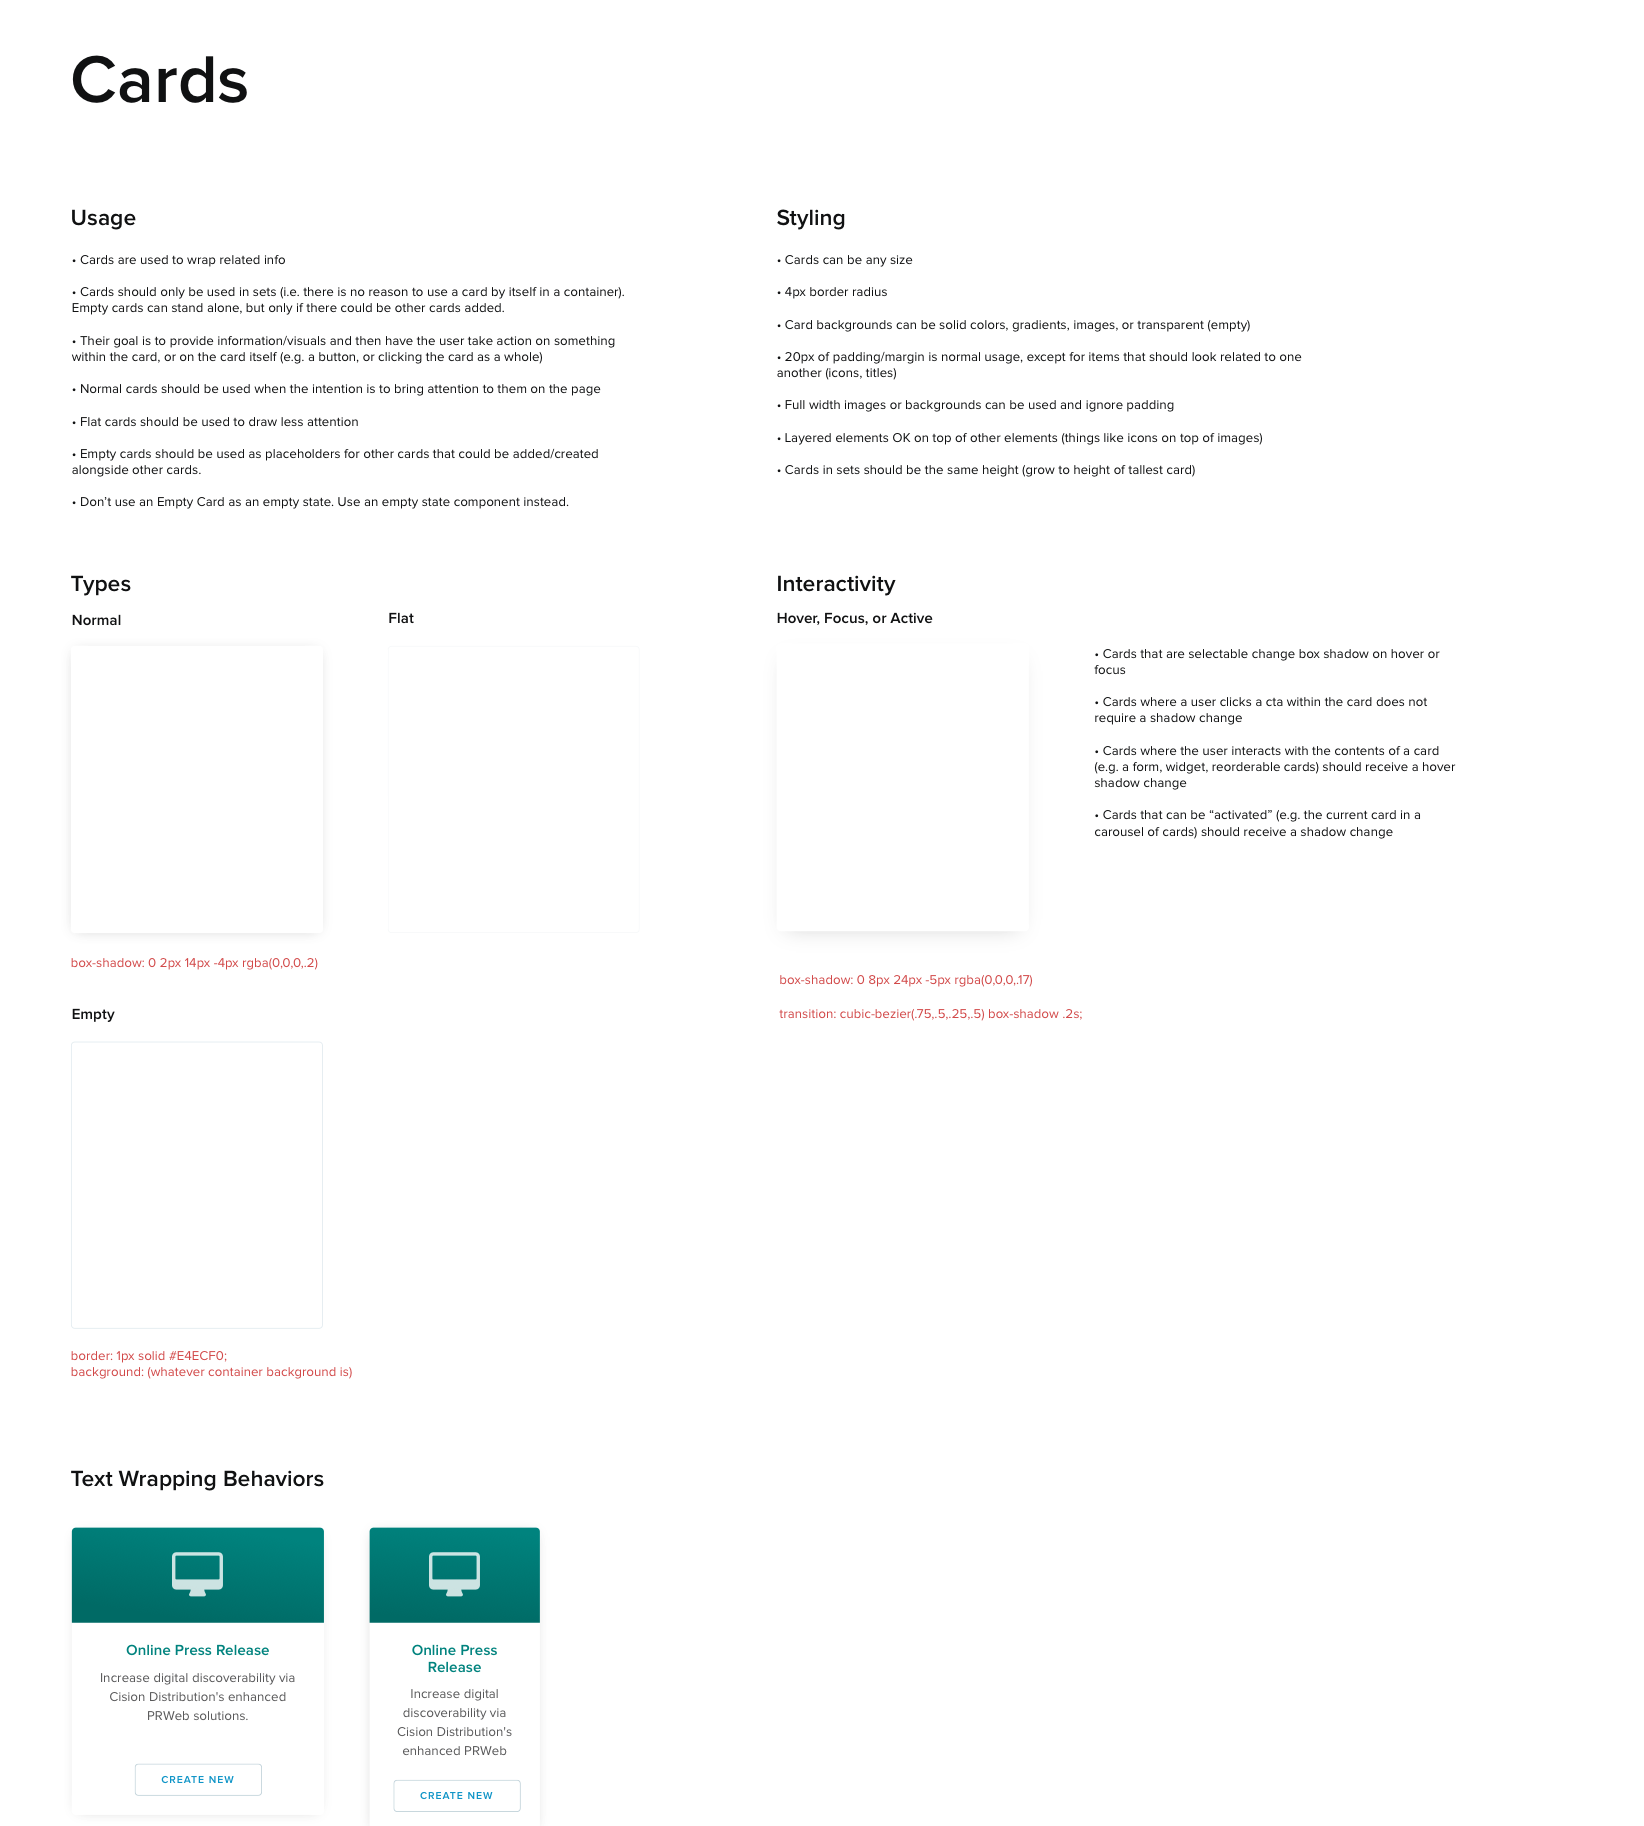 Cards
Usage
• Cards are used to wrap related info
• Cards should only be used in sets (i.e. there is no reason to use a card by itself in a container).
Empty cards can stand alone, but only if there could be other cards added.
• Their goal is to provide information/visuals and then have the user take action on something
within the card, or on the card itself (e.g. a button, or clicking the card as a whole)
• Normal cards should be used when the intention is to bring attention to them on the page
• Flat cards should be used to draw less attention
• Empty cards should be used as placeholders for other cards that could be added/created
alongside other cards.
• Don’t use an Empty Card as an empty state. Use an empty state component instead.
Styling
• Cards can be any size
• 4px border radius
• Card backgrounds can be solid colors, gradients, images, or transparent (empty)
• 20px of padding/margin is normal usage, except for items that should look related to one
another (icons, titles)
• Full width images or backgrounds can be used and ignore padding
• Layered elements OK on top of other elements (things like icons on top of images)
• Cards in sets should be the same height (grow to height of tallest card)
Types
Normal
Flat
box-shadow: 0 2px 14px -4px rgba(0,0,0,.2)
Empty
border: 1px solid #E4ECF0;
background: (whatever container background is)
Interactivity
Hover, Focus, or Active
• Cards that are selectable change box shadow on hover or
focus
• Cards where a user clicks a cta within the card does not
require a shadow change
• Cards where the user interacts with the contents of a card
(e.g. a form, widget, reorderable cards) should receive a hover
shadow change
• Cards that can be “activated” (e.g. the current card in a
carousel of cards) should receive a shadow change
box-shadow: 0 8px 24px -5px rgba(0,0,0,.17)
transition: cubic-bezier(.75,.5,.25,.5) box-shadow .2s;
Text Wrapping Behaviors
Online Press Release
Increase digital discoverability via
Cision Distribution’s enhanced
PRWeb solutions.
CREATE NEW
Online Press
Release
Increase digital
discoverability via
Cision Distribution’s
enhanced PRWeb
CREATE NEW